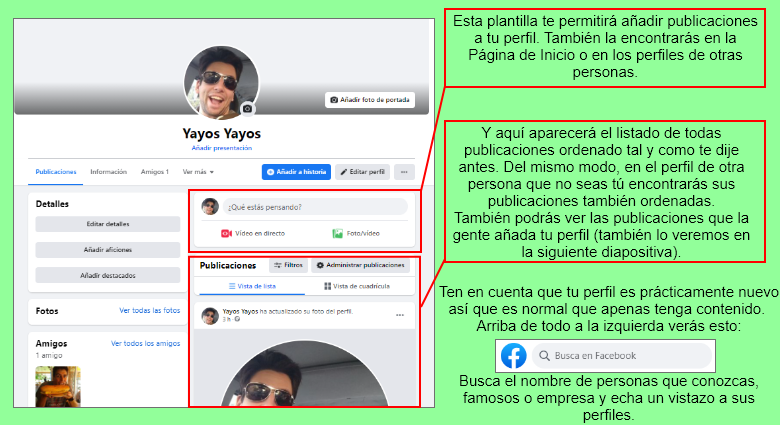 Añadir foto de portada
Yayos Yayos
Añadir presentación
Publicaciones Información Amigos 1 Ver más
Añadir a historia Editar perfil
Detalles
Editar detalles
Añadir aficiones
Añadir destacados
Fotos Ver todas las fotos
Amigos Ver todos los amigos
1 amigo
¿Qué estás pensando?
Vídeo en directo Foto/vídeo
Publicaciones Filtros Administrar publicaciones
Vista de lista Vista de cuadrícula
Yayos Yayos ha actualizado su foto del perfil.
Esta plantilla te permitirá añadir publicaciones
a tu perfil. También la encontrarás en la
Página de Inicio o en los perfiles de otras
personas.
Y aquí aparecerá el listado de todas
publicaciones ordenado tal y como te dije
antes. Del mismo modo, en el perfil de otra
persona que no seas tú encontrarás sus
publicaciones también ordenadas.
También podrás ver las publicaciones que la
gente añada tu perfil (también lo veremos en
la siguiente diapositiva).
Ten en cuenta que tu perfil es prácticamente nuevo
así que es normal que apenas tenga contenido.
Arriba de todo a la izquierda verás esto:
Busca en Facebook
Busca el nombre de personas que conozcas,
famosos o empresa y echa un vistazo a sus
perfiles.